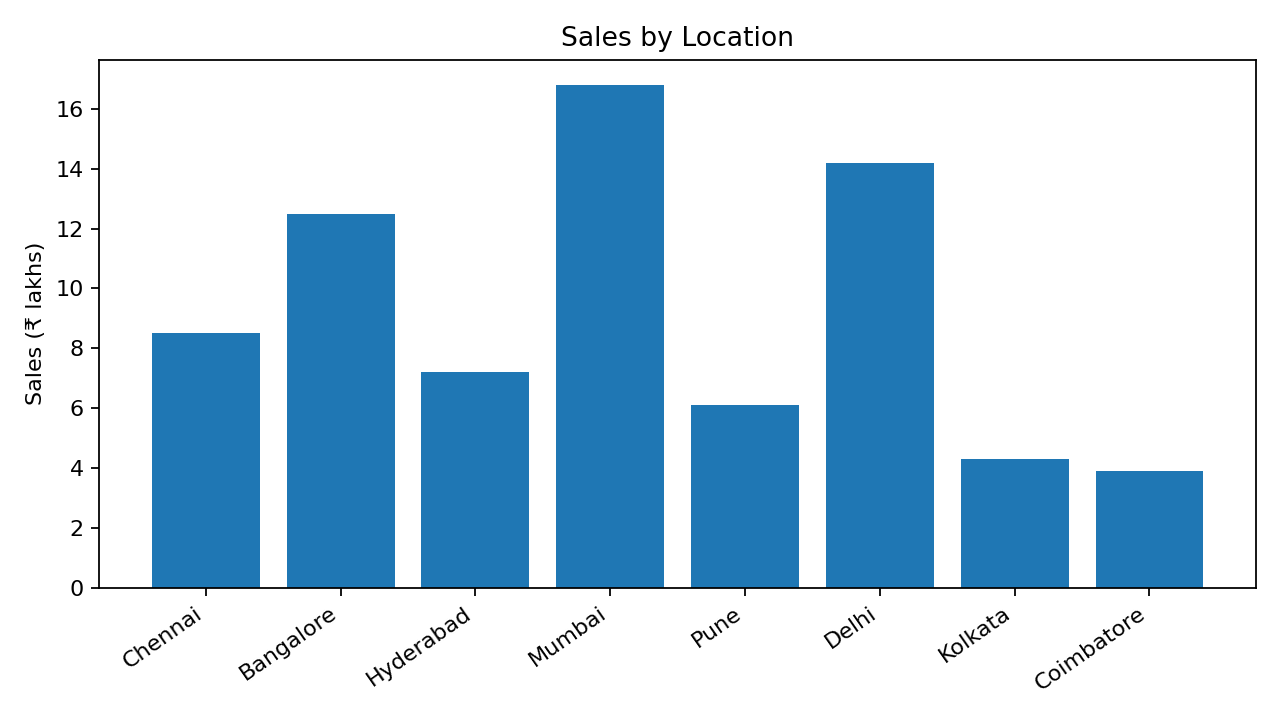 Sales by Location
Sales (₹ lakhs)
16
14
12
10
8
6
4
2
0
Chennai
Bangalore
Hyderabad
Mumbai
Pune
Delhi
Kolkata
Coimbatore